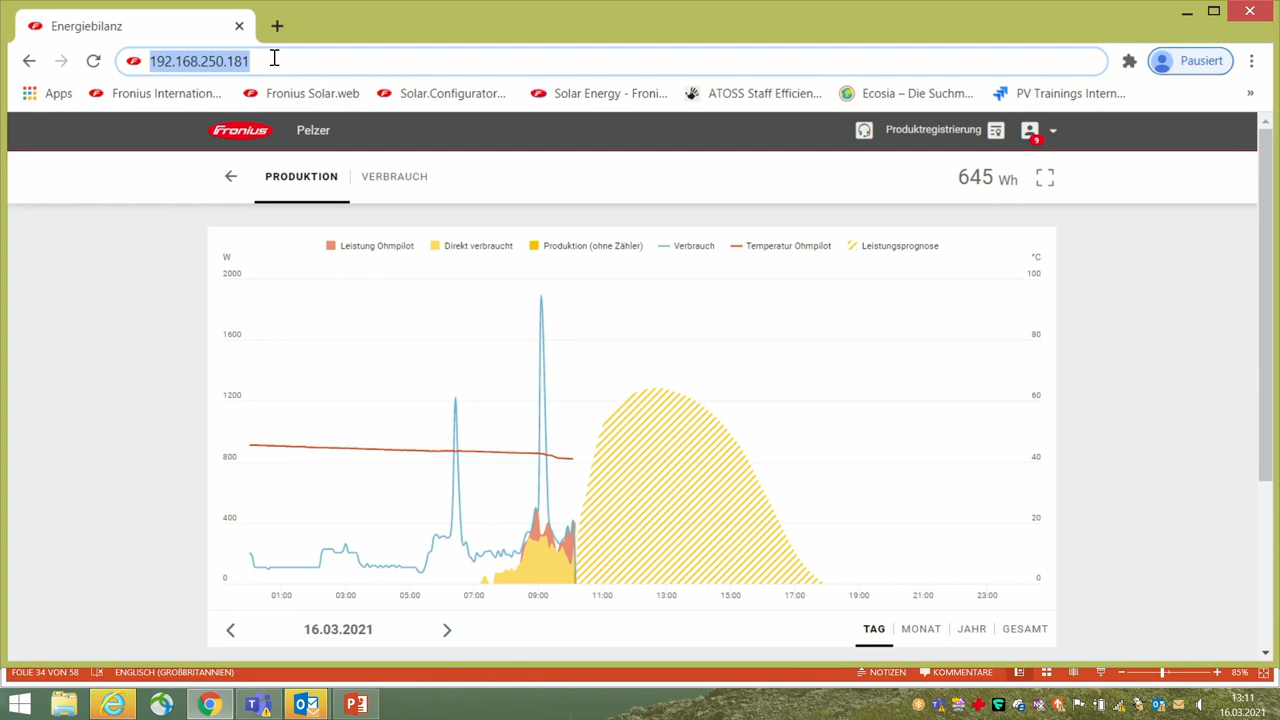 Energiebilanz
192.168.250.181
Pausiert
Apps
Fronius Internation...
Fronius Solar.web
Solar.Configurator...
Solar Energy - Froni...
ATOSS Staff Efficien...
Ecosia – Die Suchm...
PV Trainings Intern...
»
Fronius Pelzer
Produktregistrierung
9
PRODUKTION
VERBRAUCH
645 Wh
Leistung Ohmpilot
Direkt verbraucht
Produktion (ohne Zähler)
Verbrauch
Temperatur Ohmpilot
Leistungsprognose
W
°C
2000
100
1600
80
1200
60
800
40
400
20
0
0
01:00 03:00 05:00 07:00 09:00 11:00 13:00 15:00 17:00 19:00 21:00 23:00
16.03.2021
TAG
MONAT
JAHR
GESAMT
FOLIE 34 VON 58
ENGLISCH (GROSSBRITANNIEN)
NOTIZEN
KOMMENTARE
85%
13:11
16.03.2021